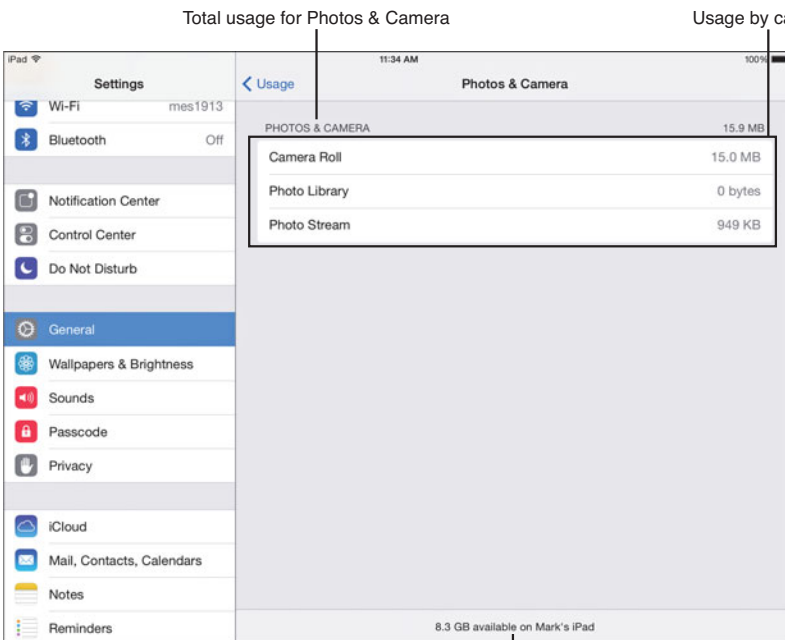 Total usage for Photos & Camera
Usage by ca
iPad
11:34 AM
100%
Settings
Usage
Photos & Camera
Wi-Fi mes1913
Bluetooth Off
Notification Center
Control Center
Do Not Disturb
General
Wallpapers & Brightness
Sounds
Passcode
Privacy
iCloud
Mail, Contacts, Calendars
Notes
Reminders
PHOTOS & CAMERA 15.9 MB
Camera Roll 15.0 MB
Photo Library 0 bytes
Photo Stream 949 KB
8.3 GB available on Mark's iPad